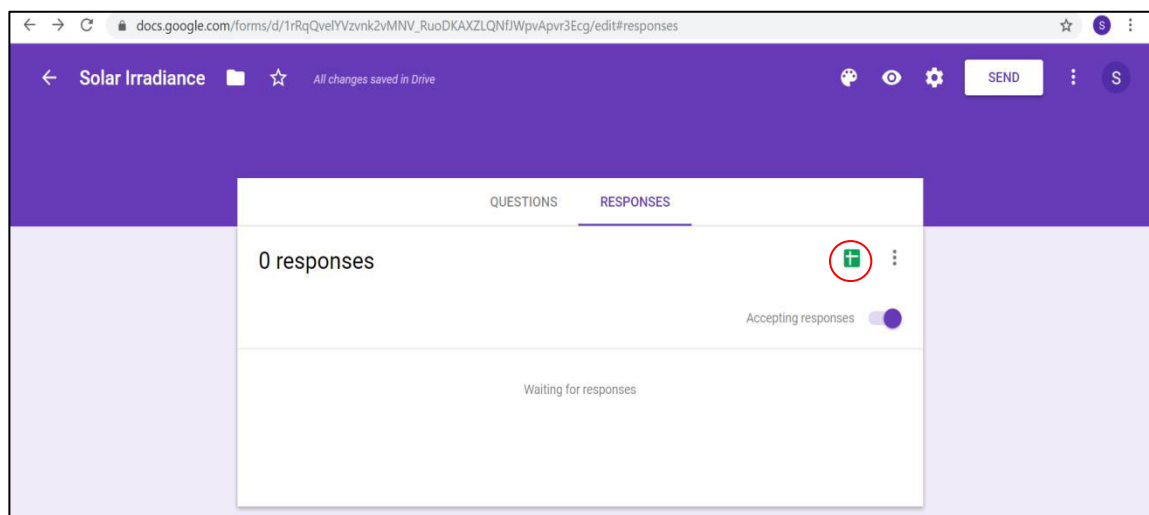 docs.google.com/forms/d/1rRqQvelYVzvnk2vMNV_RuoDKAXZLQNfJWpvApvr3Ecg/edit#responses
S
Solar Irradiance
All changes saved in Drive
SEND
S
QUESTIONS
RESPONSES
0 responses
Accepting responses
Waiting for responses